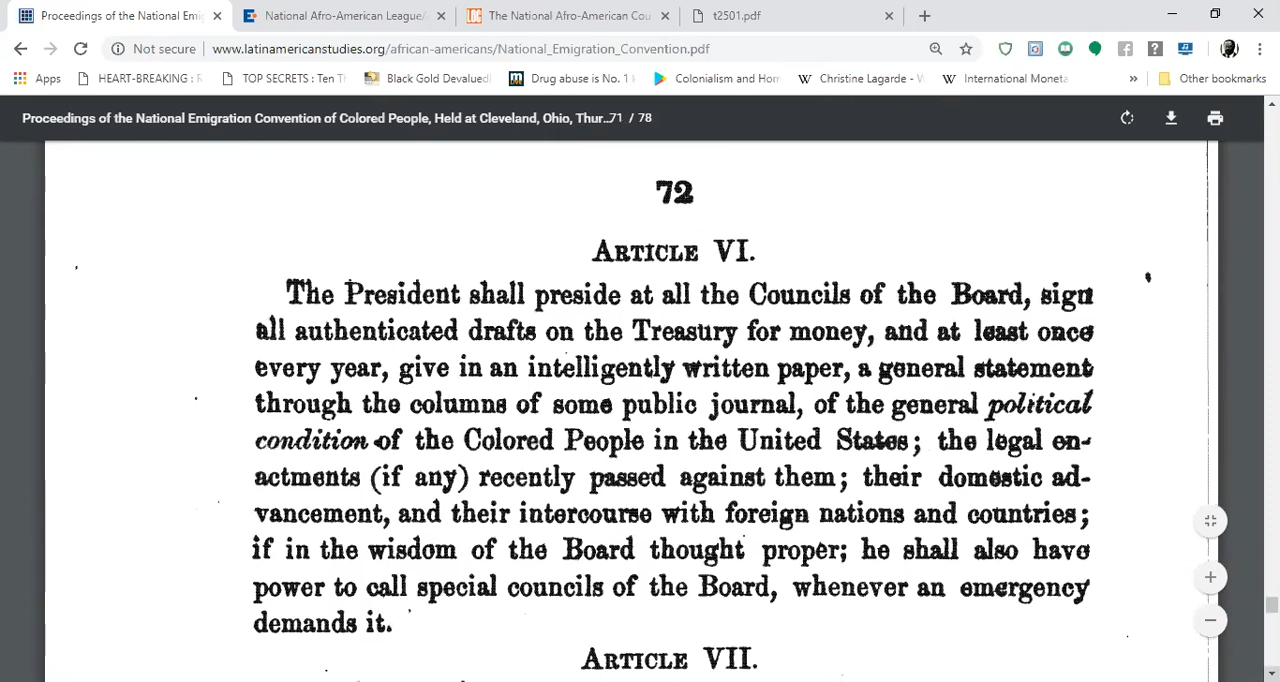 Proceedings of the National Emig
National Afro-American League/
The National Afro-American Cou
t2501.pdf
Not secure | www.latinamericanstudies.org/african-americans/National_Emigration_Convention.pdf
Apps
HEART-BREAKING : R
TOP SECRETS : Ten Th
Black Gold Devalued
Drug abuse is No. 1
Colonialism and Hom
Christine Lagarde - W
International Moneta
»
Other bookmarks
Proceedings of the National Emigration Convention of Colored People, Held at Cleveland, Ohio, Thur...
71 / 78
72
ARTICLE VI.
The President shall preside at all the Councils of the Board, sign
all authenticated drafts on the Treasury for money, and at least once
every year, give in an intelligently written paper, a general statement
through the columns of some public journal, of the general political
condition of the Colored People in the United States; the legal en-
actments (if any) recently passed against them; their domestic ad-
vancement, and their intercourse with foreign nations and countries;
if in the wisdom of the Board thought proper; he shall also have
power to call special councils of the Board, whenever an emergency
demands it.
ARTICLE VII.